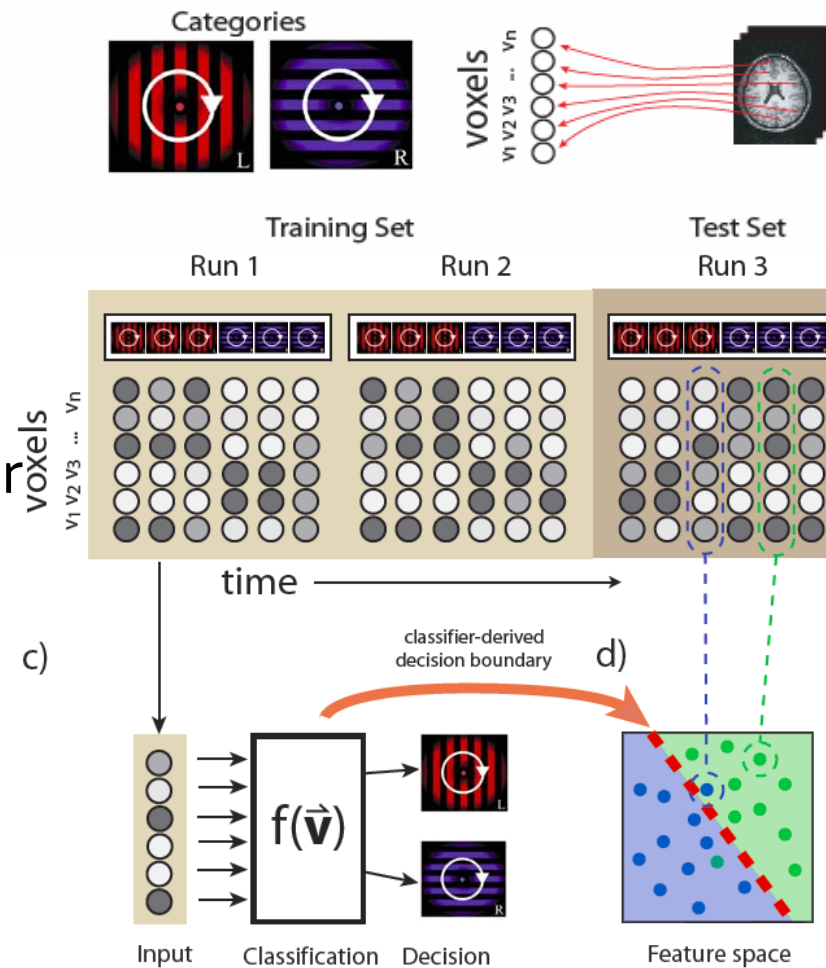 Categories
L
R
voxels
v1 v2 v3 ... vn
Training Set
Test Set
Run 1
Run 2
Run 3
r
voxels
v1 v2 v3 ... vn
time
c)
classifier-derived
decision boundary
d)
f(v)
L
R
Input
Classification
Decision
Feature space